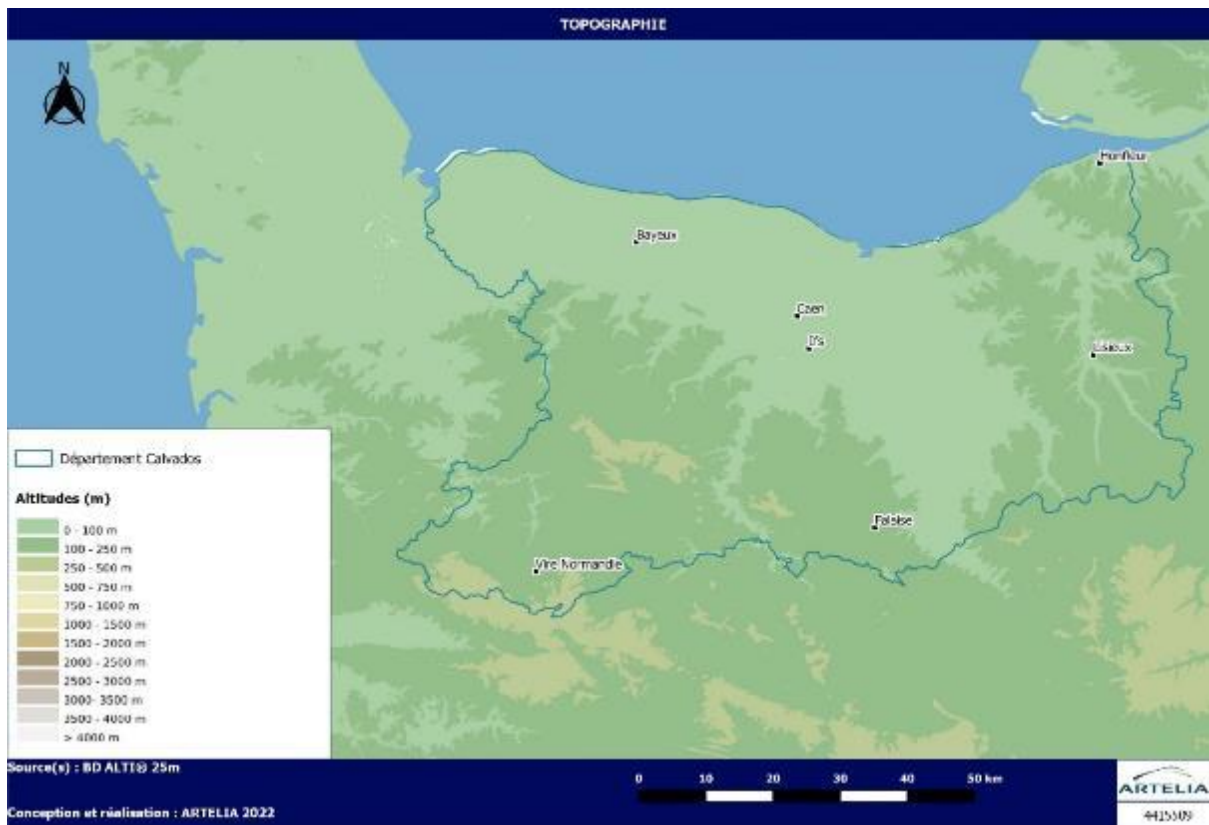 TOPOGRAPHIE
N
Honfleur
Bayeux
Caen
Ifs
Lisieux
Falaise
Vire Normandie
Département Calvados
Altitudes (m)
0 - 100 m
100 - 250 m
250 - 500 m
500 - 750 m
750 - 1000 m
1000 - 1500 m
1500 - 2000 m
2000 - 2500 m
2500 - 3000 m
3000- 3500 m
3500 - 4000 m
> 4000 m
Source(s) : BD ALTI® 25m
0 10 20 30 40 50 km
Conception et réalisation : ARTELIA 2022
ARTELIA
4415509